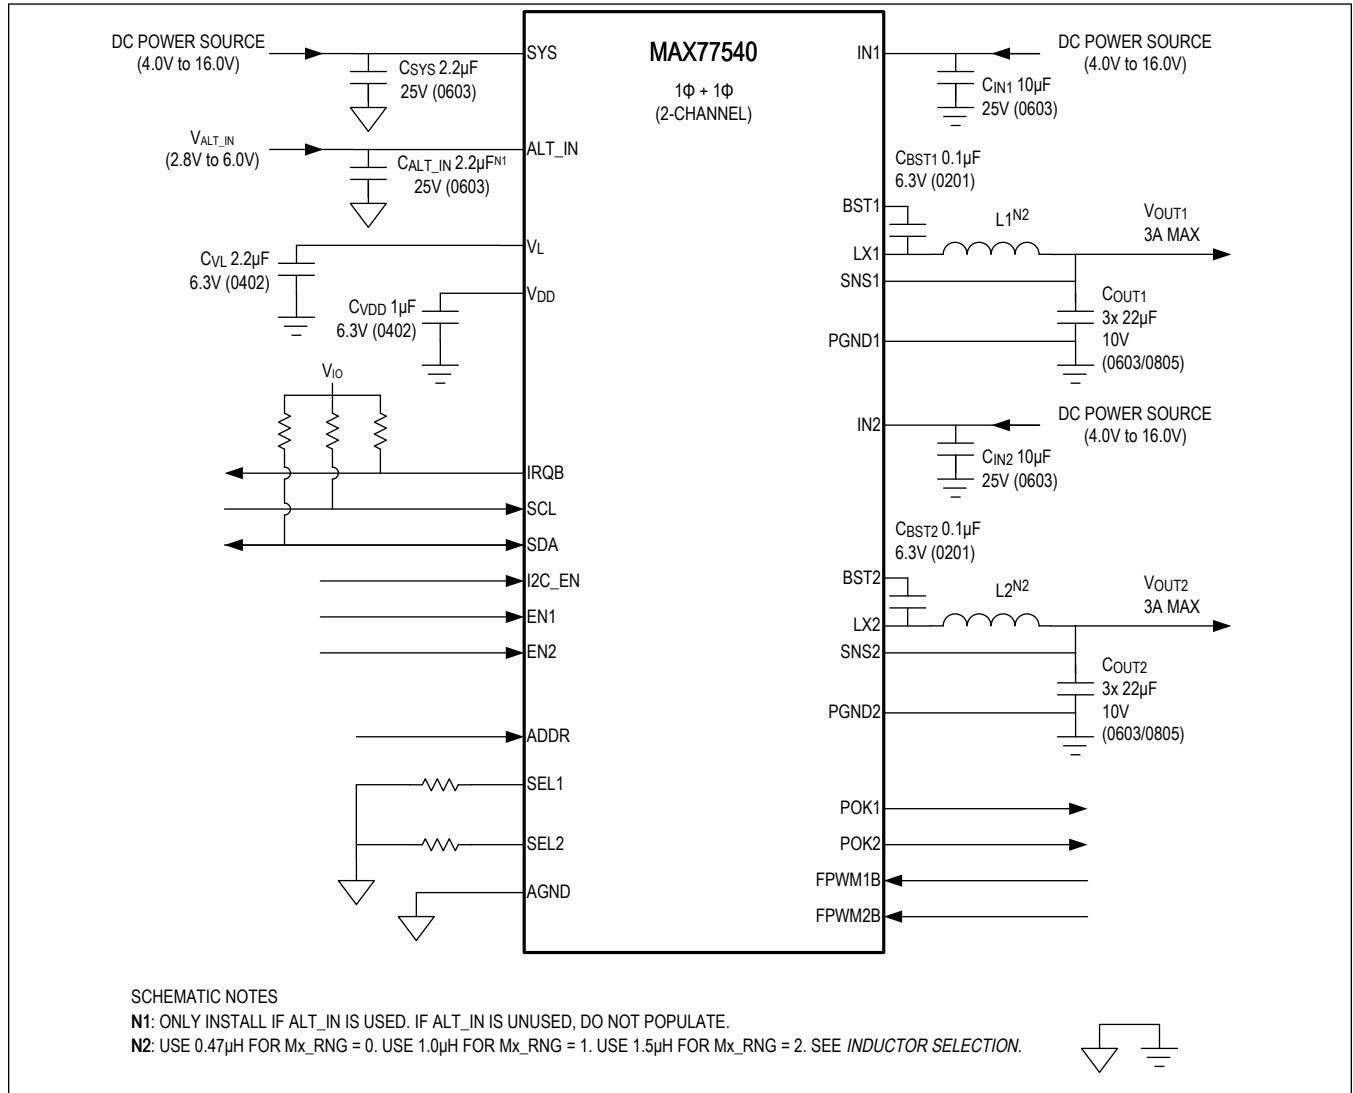 DC POWER SOURCE
(4.0V to 16.0V)
CSYS 2.2µF
25V (0603)
SYS
VALT_IN
(2.8V to 6.0V)
CALT_IN 2.2µF N1
25V (0603)
ALT_IN
VL
CVL 2.2µF
6.3V (0402)
VDD
CVDD 1µF
6.3V (0402)
VIO
IRQB
SCL
SDA
I2C_EN
EN1
EN2
ADDR
SEL1
SEL2
AGND
MAX77540
1Φ + 1Φ
(2-CHANNEL)
IN1
DC POWER SOURCE
(4.0V to 16.0V)
CIN1 10µF
25V (0603)
CBST1 0.1µF
6.3V (0201)
BST1
L1 N2
VOUT1
3A MAX
LX1
SNS1
COUT1
3x 22µF
10V
(0603/0805)
PGND1
IN2
DC POWER SOURCE
(4.0V to 16.0V)
CIN2 10µF
25V (0603)
CBST2 0.1µF
6.3V (0201)
BST2
L2 N2
VOUT2
3A MAX
LX2
SNS2
COUT2
3x 22µF
10V
(0603/0805)
PGND2
POK1
POK2
FPWM1B
FPWM2B
SCHEMATIC NOTES
N1: ONLY INSTALL IF ALT_IN IS USED. IF ALT_IN IS UNUSED, DO NOT POPULATE.
N2: USE 0.47µH FOR Mx_RNG = 0. USE 1.0µH FOR Mx_RNG = 1. USE 1.5µH FOR Mx_RNG = 2. SEE INDUCTOR SELECTION.